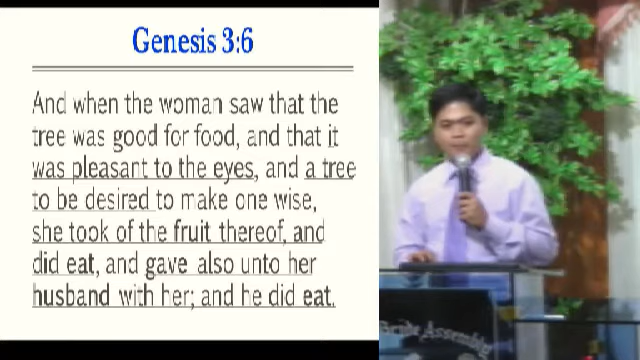 Genesis 3:6
And when the woman saw that the
tree was good for food, and that it
was pleasant to the eyes, and a tree
to be desired to make one wise,
she took of the fruit thereof, and
did eat, and gave also unto her
husband with her; and he did eat.
Assembly